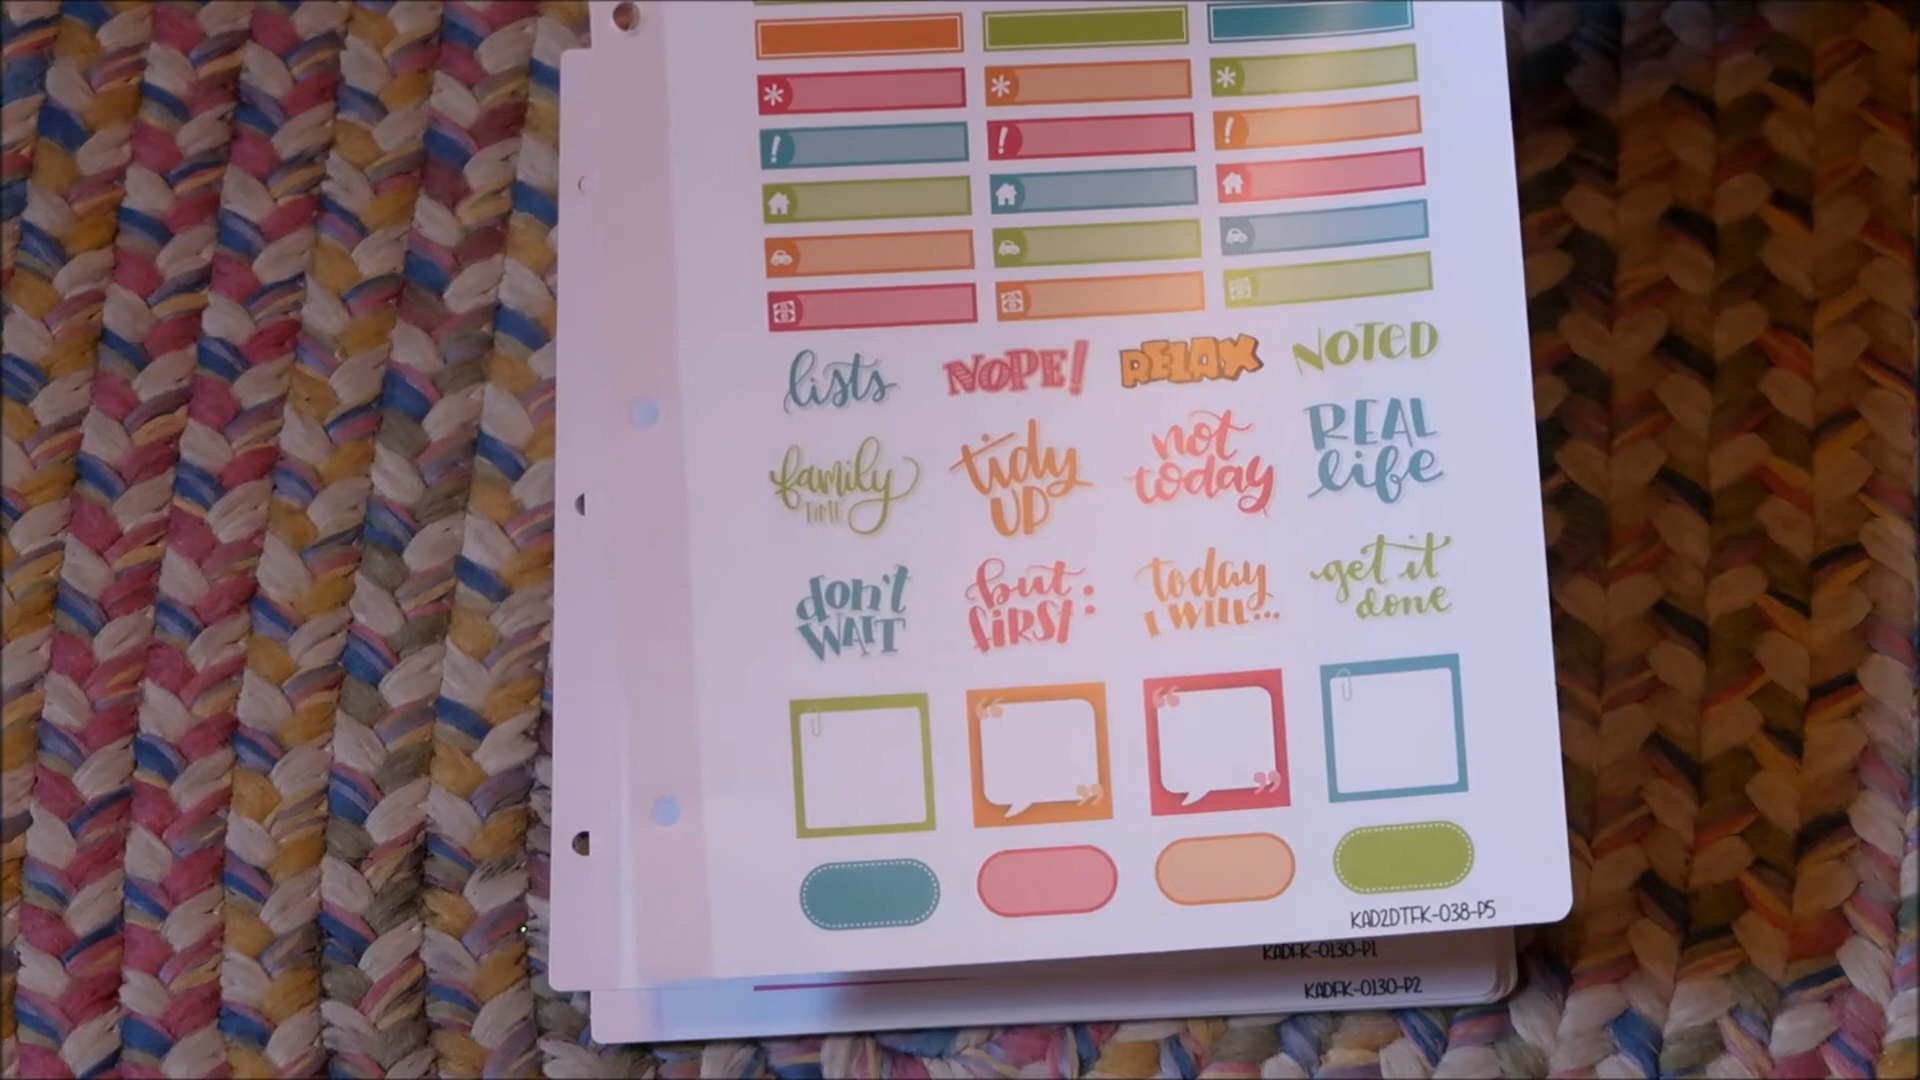 lists
NOPE!
RELAX
NOTED
family
TIME
tidy
UP
not
today
REAL
life
don't
WAIT
but
FIRST:
today
I WILL...
get it
done
KAD2DTFK-038-P5
KADFK-0130-P1
KADFK-0130-P2